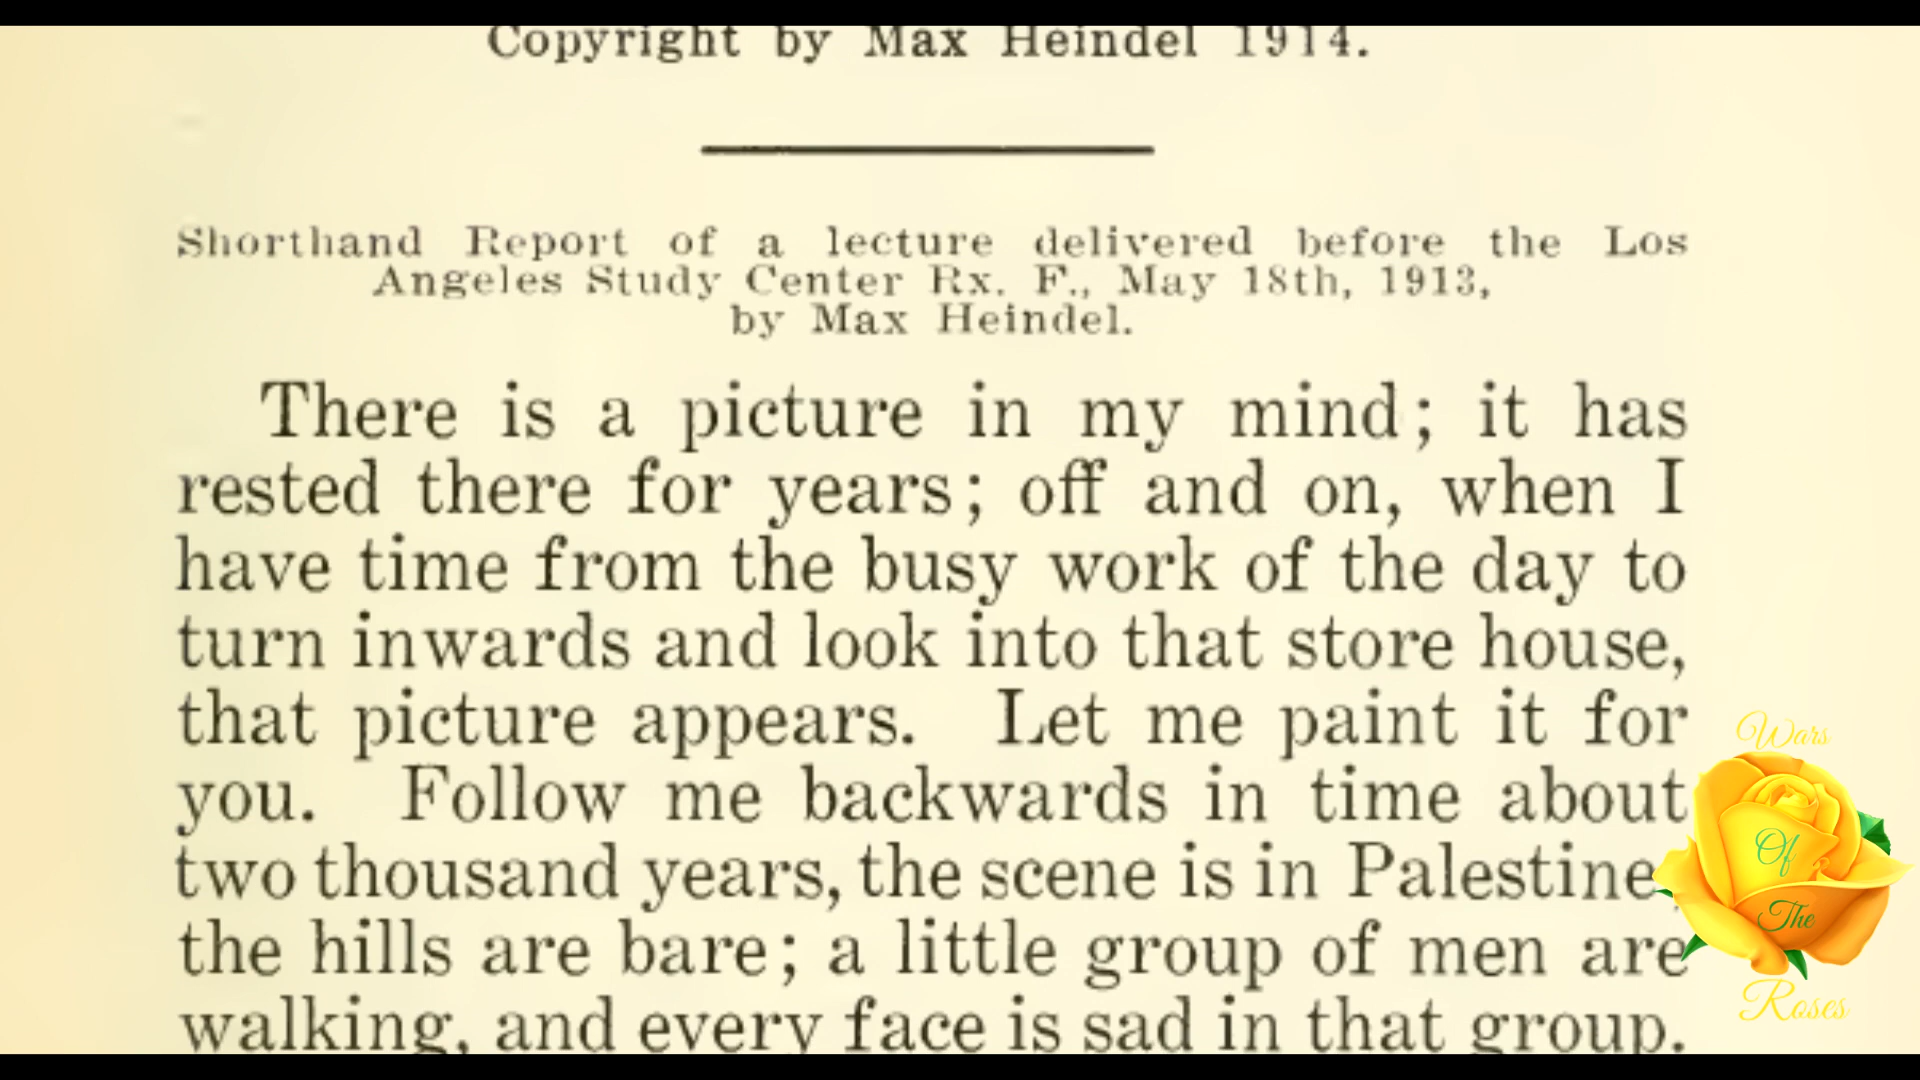 Copyright by Max Heindel 1914.
Shorthand Report of a lecture delivered before the Los
Angeles Study Center Rx. F., May 18th, 1913,
by Max Heindel.
There is a picture in my mind; it has
rested there for years; off and on, when I
have time from the busy work of the day to
turn inwards and look into that store house,
that picture appears. Let me paint it for
you. Follow me backwards in time about
two thousand years, the scene is in Palestine,
the hills are bare; a little group of men are
walking, and every face is sad in that group.
Wars
Of
The
Roses